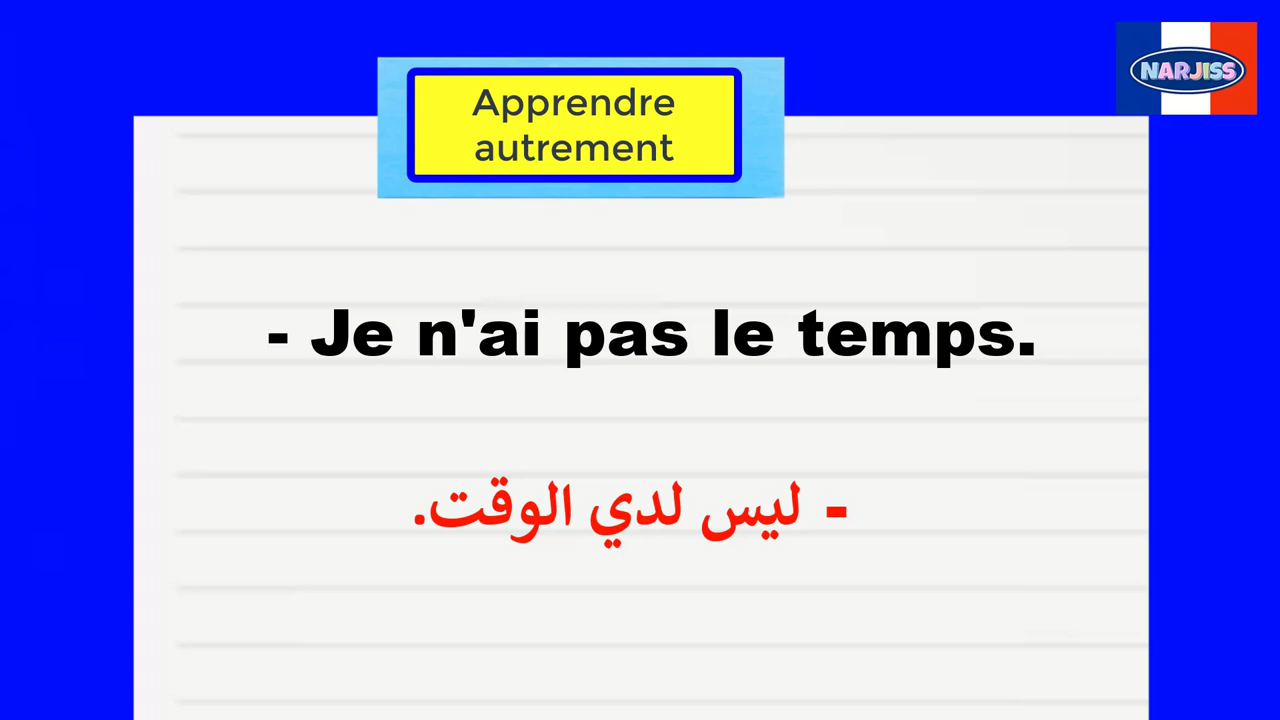 NARJISS
Apprendre
autrement
- Je n'ai pas le temps.
- ليس لدي الوقت.